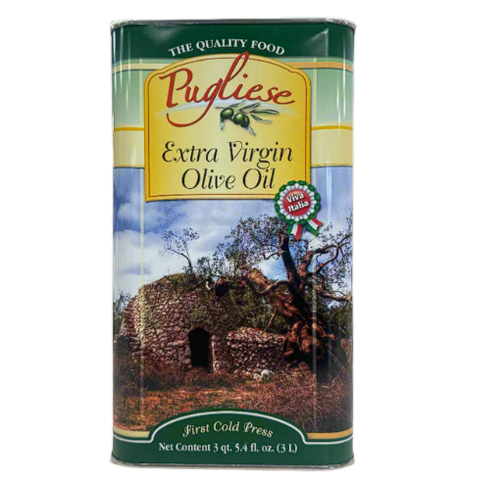 THE QUALITY FOOD
Pugliese
Extra Virgin
Olive Oil
Viva
Italia
First Cold Press
Net Content 3 qt. 5.4 fl. oz. (3 L)